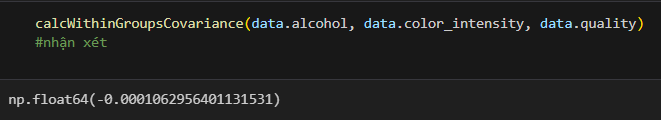 calcWithinGroupsCovariance(data.alcohol, data.color_intensity, data.quality)
#nhận xét
np.float64(-0.0001062956401131531)